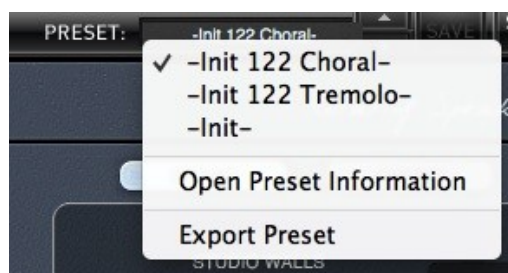 PRESET:
-Init 122 Choral-
SAVE
✓ -Init 122 Choral-
-Init 122 Tremolo-
-Init-
Open Preset Information
Export Preset
STUDIO WALLS